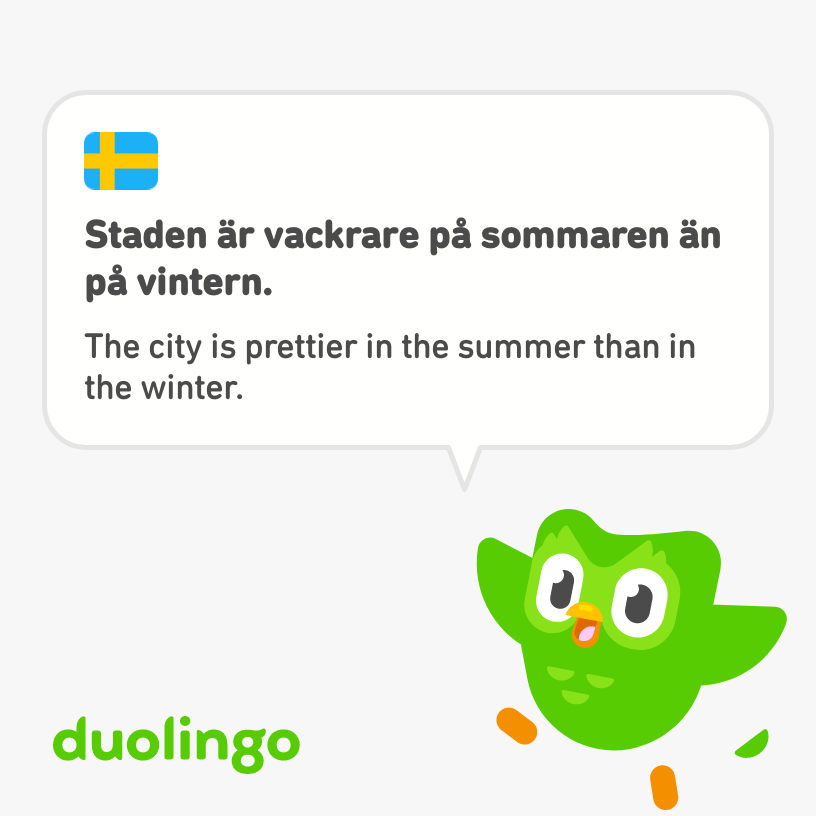 Staden är vackrare på sommaren än
på vintern.
The city is prettier in the summer than in
the winter.
duolingo